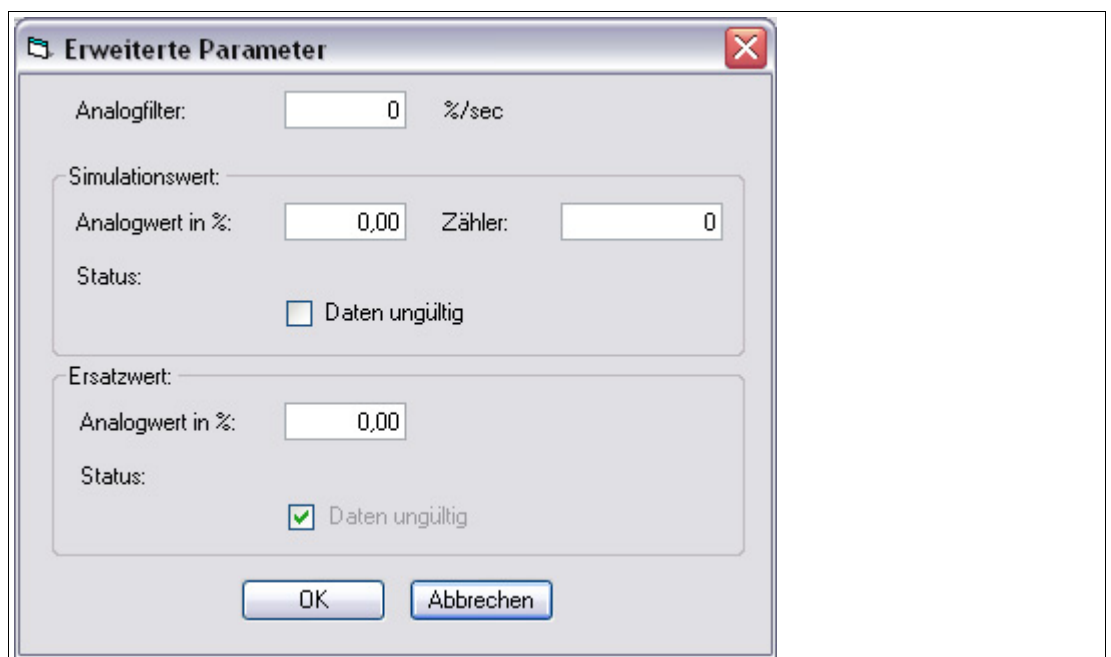 Erweiterte Parameter
Analogfilter: 0 %/sec
Simulationswert:
Analogwert in %: 0,00 Zähler: 0
Status:
Daten ungültig
Ersatzwert:
Analogwert in %: 0,00
Status:
Daten ungültig
OK Abbrechen